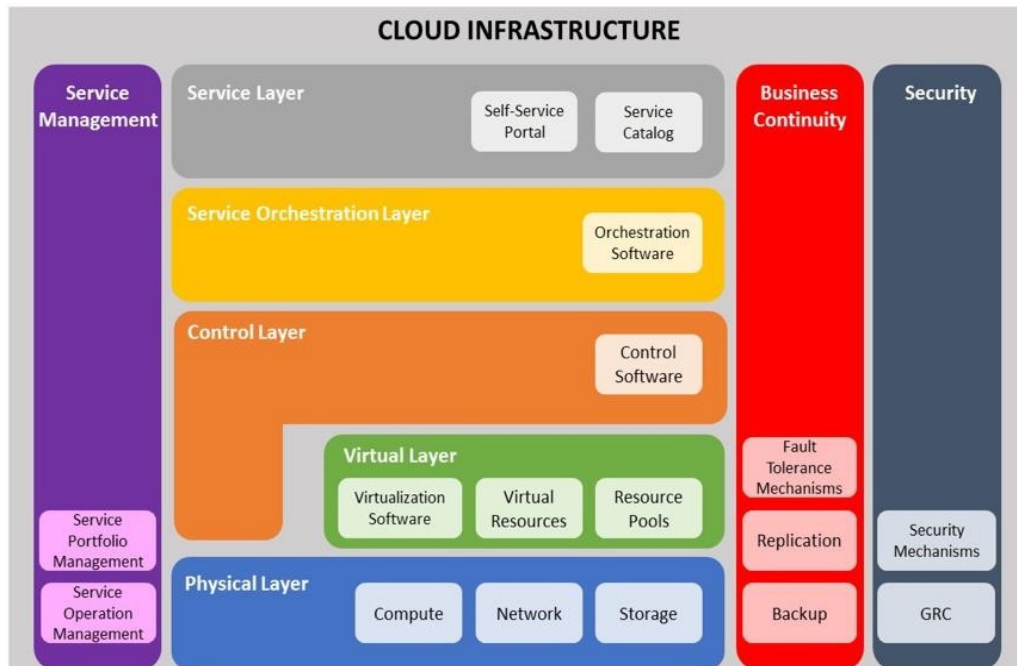 CLOUD INFRASTRUCTURE
Service
Management
Service
Portfolio
Management
Service
Operation
Management
Service Layer
Self-Service
Portal
Service
Catalog
Service Orchestration Layer
Orchestration
Software
Control Layer
Control
Software
Virtual Layer
Virtualization
Software
Virtual
Resources
Resource
Pools
Physical Layer
Compute
Network
Storage
Business
Continuity
Fault
Tolerance
Mechanisms
Replication
Backup
Security
Security
Mechanisms
GRC